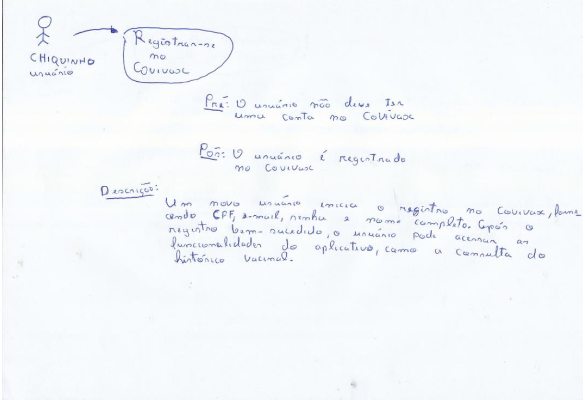 CHIQUINHO
usuário
Registrar-se
no
Covivax
Pré: O usuário não deve ter
uma conta no Covivax
Pós: O usuário é registrado
no Covivax
Descrição:
Um novo usuário inicia o registro no Covivax, forne
cendo CPF, e-mail, senha e nome completo. Após o
registro bem-sucedido, o usuário pode acessar as
funcionalidades do aplicativo, como a consulta do
histórico vacinal.